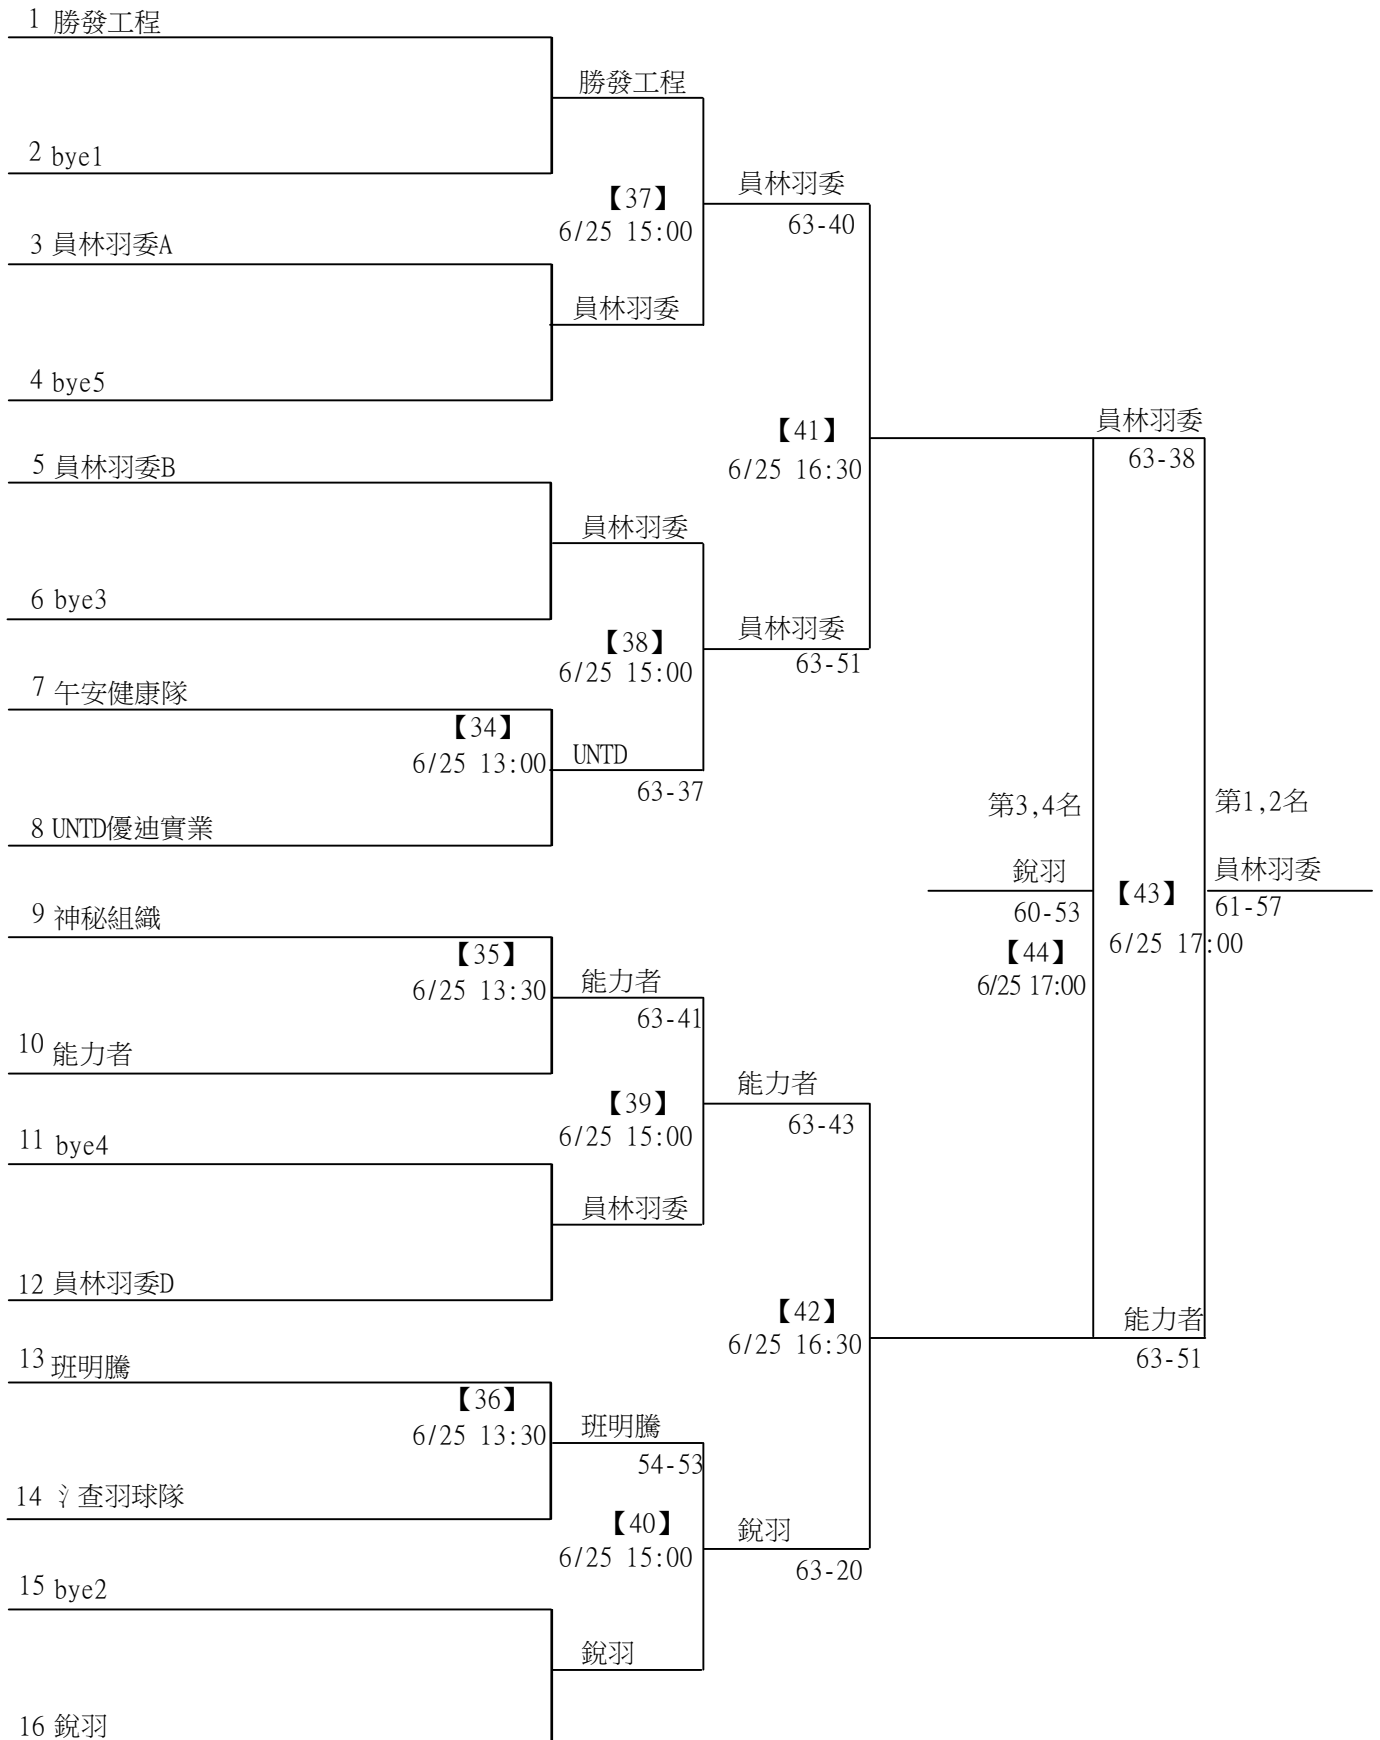 1 勝發工程
勝發工程
2 bye1
【37】
6/25 15:00
員林羽委
63-40
3 員林羽委A
員林羽委
4 bye5
【41】
6/25 16:30
員林羽委
63-38
5 員林羽委B
員林羽委
6 bye3
【38】
6/25 15:00
員林羽委
63-51
7 午安健康隊
【34】
6/25 13:00
UNTD
63-37
8 UNTD優迪實業
第3,4名
第1,2名
銳羽
60-53
【44】
6/25 17:00
【43】
6/25 17:00
員林羽委
61-57
9 神秘組織
【35】
6/25 13:30
能力者
63-41
10 能力者
【39】
6/25 15:00
能力者
63-43
11 bye4
員林羽委
12 員林羽委D
【42】
6/25 16:30
能力者
63-51
13 班明騰
【36】
6/25 13:30
班明騰
54-53
14 氵查羽球隊
【40】
6/25 15:00
銳羽
63-20
15 bye2
銳羽
16 銳羽